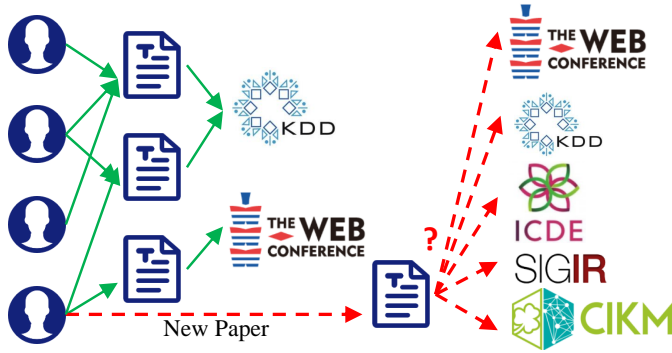 T
KDD
T
THE WEB
CONFERENCE
T
New Paper
?
T
THE WEB
CONFERENCE
KDD
ICDE
SIGIR
CIKM